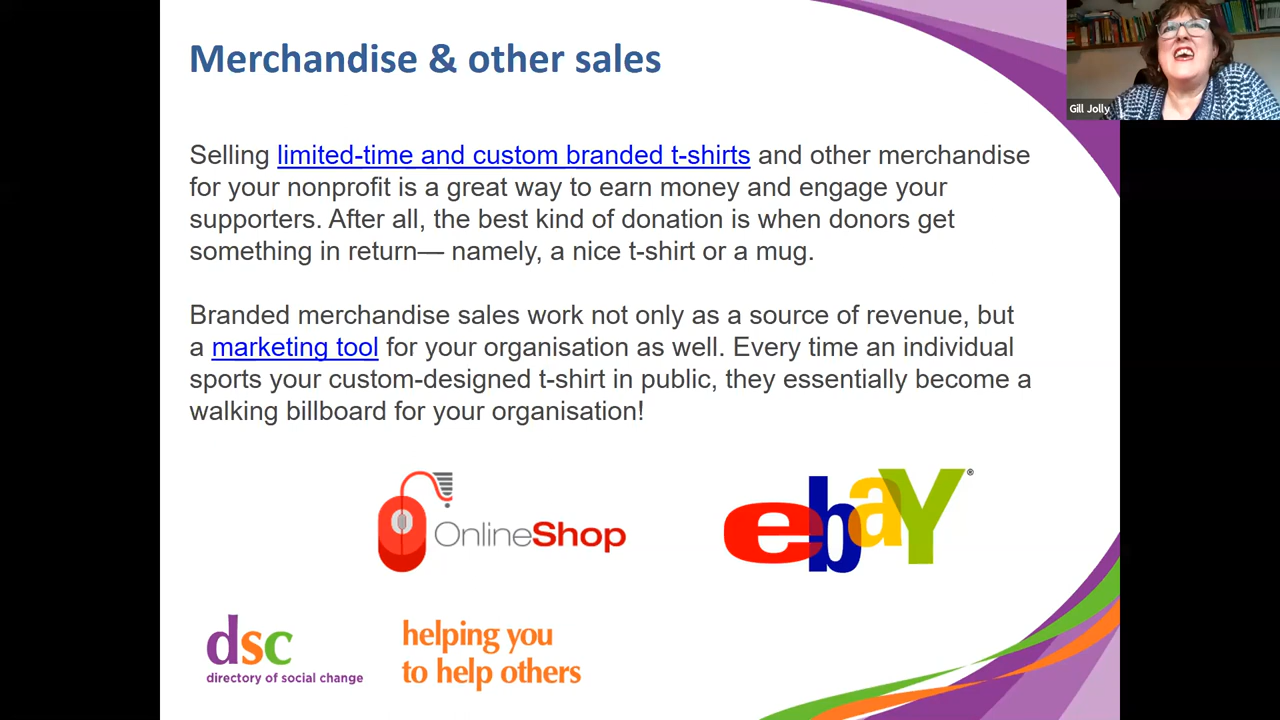 Merchandise & other sales
Gill Jolly
Selling limited-time and custom branded t-shirts and other merchandise
for your nonprofit is a great way to earn money and engage your
supporters. After all, the best kind of donation is when donors get
something in return— namely, a nice t-shirt or a mug.
Branded merchandise sales work not only as a source of revenue, but
a marketing tool for your organisation as well. Every time an individual
sports your custom-designed t-shirt in public, they essentially become a
walking billboard for your organisation!
OnlineShop
ebaY®
dsc
directory of social change
helping you
to help others